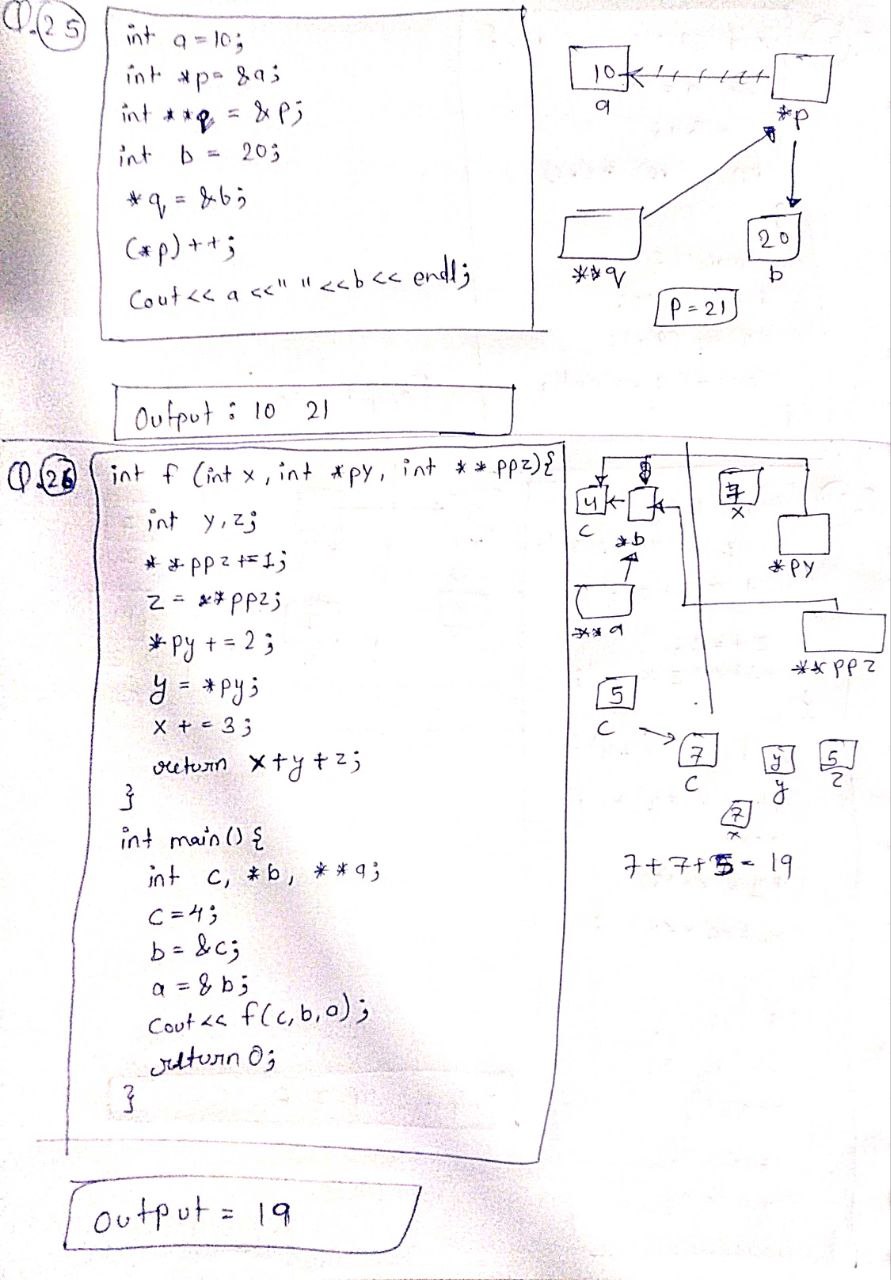 Q.25
int a=10;
int *p= &a;
int **q = &p;
int b = 20;
*q = &b;
(*p)++;
Cout<< a <<" "<<b<< endl;
10
a
*p
**q
20
b
P=21
Output : 10 21
Q.26
int f (int x, int *py, int **ppz){
int y,z;
**ppz+=1;
z = **ppz;
*py+=2;
y = *py;
x+=3;
return x+y+z;
}
int main(){
int c, *b, **a;
c=4;
b= &c;
a = &b;
Cout<< f(c,b,a);
return 0;
}
4
c
*b
x
*py
**a
**ppz
5
c
7
c
y
y
5
z
7
x
7+7+5= 19
Output = 19